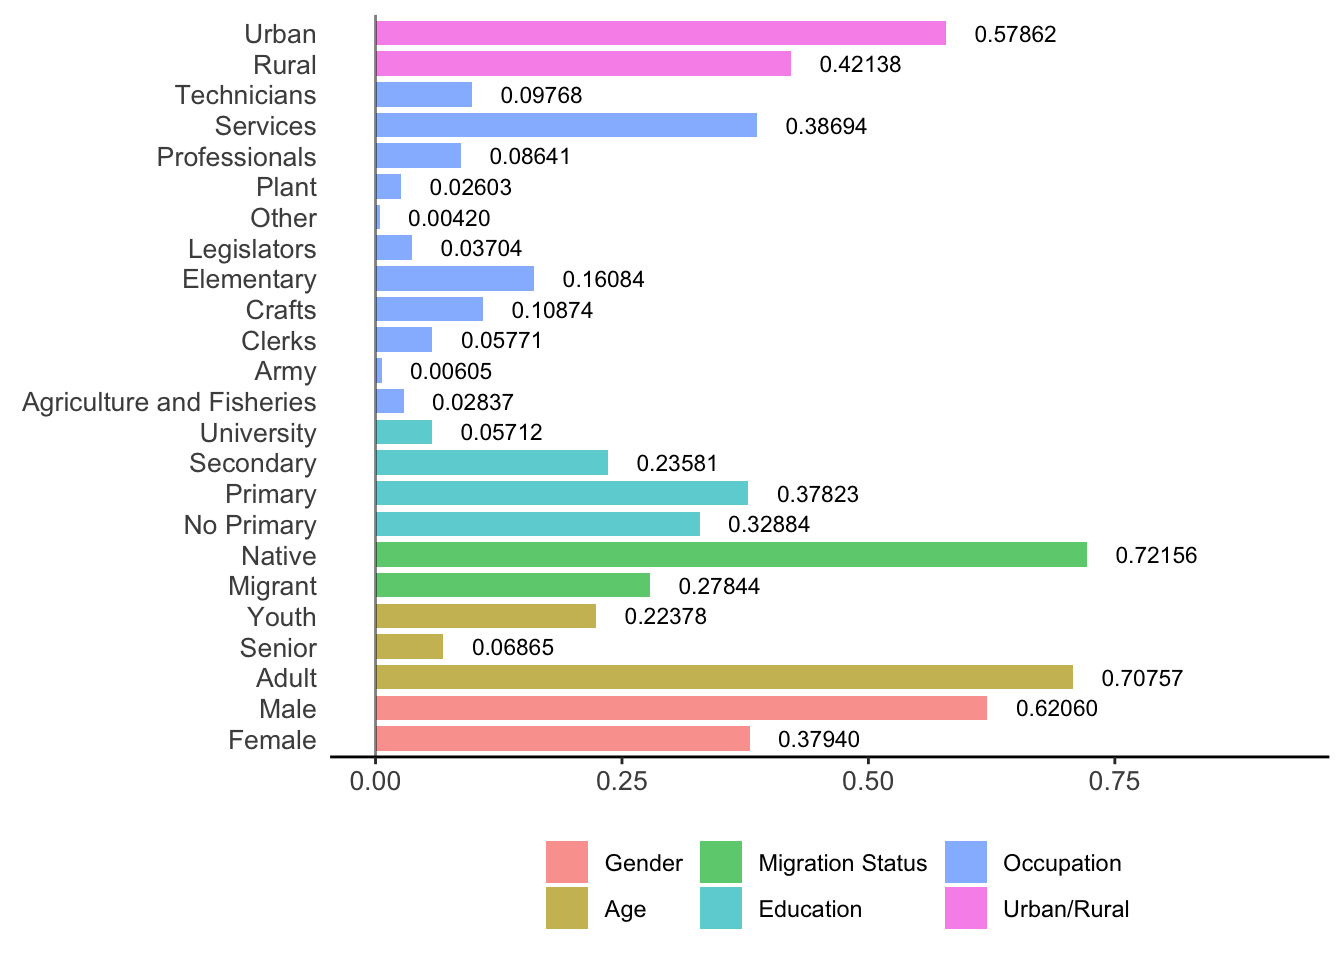 Urban 0.57862
Rural 0.42138
Technicians 0.09768
Services 0.38694
Professionals 0.08641
Plant 0.02603
Other 0.00420
Legislators 0.03704
Elementary 0.16084
Crafts 0.10874
Clerks 0.05771
Army 0.00605
Agriculture and Fisheries 0.02837
University 0.05712
Secondary 0.23581
Primary 0.37823
No Primary 0.32884
Native 0.72156
Migrant 0.27844
Youth 0.22378
Senior 0.06865
Adult 0.70757
Male 0.62060
Female 0.37940
0.00 0.25 0.50 0.75
Gender Migration Status Occupation
Age Education Urban/Rural